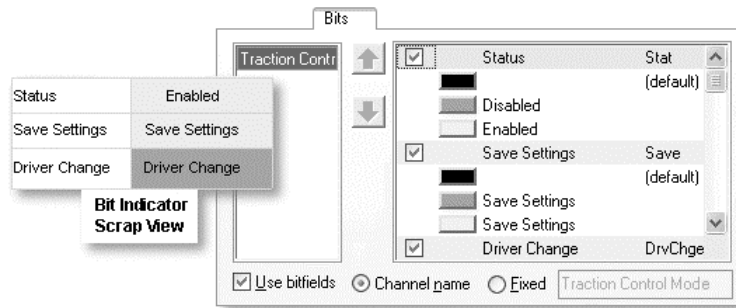 Bits
Traction Contr
Status Stat
(default)
Disabled
Enabled
Save Settings Save
(default)
Save Settings
Save Settings
Driver Change DrvChge
Status Enabled
Save Settings Save Settings
Driver Change Driver Change
Bit Indicator
Scrap View
Use bitfields Channel name Fixed Traction Control Mode